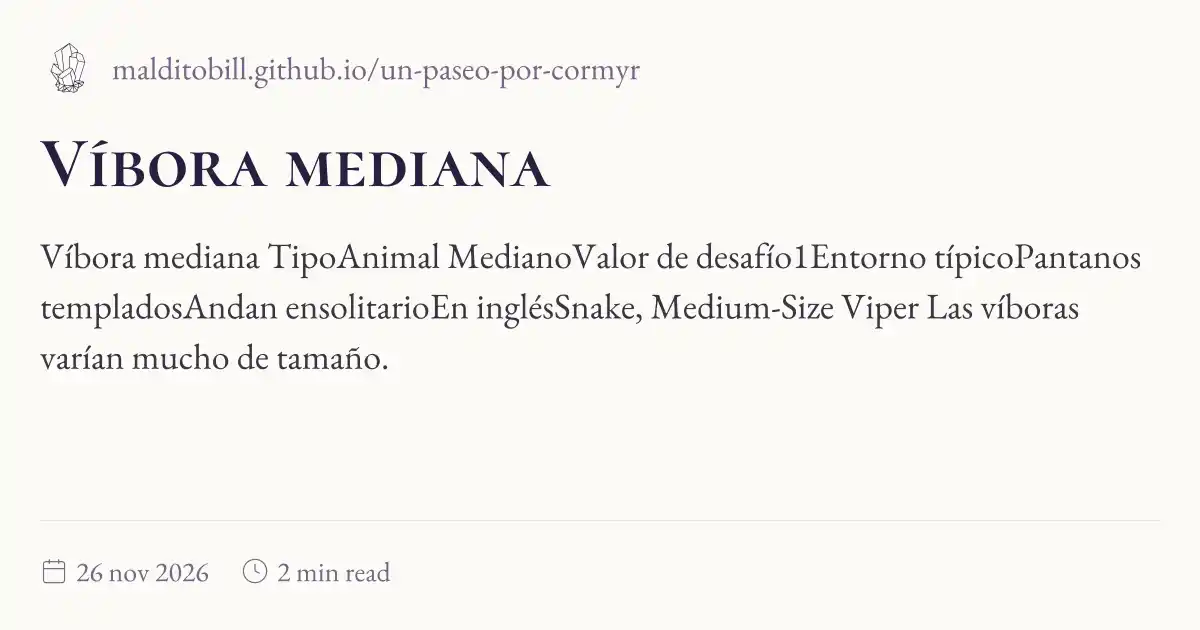 malditobill.github.io/un-paseo-por-cormyr
Víbora mediana
Víbora mediana TipoAnimal MedianoValor de desafío1Entorno típicoPantanos
templadosAndan ensolitarioEn inglésSnake, Medium-Size Viper Las víboras
varían mucho de tamaño.
26 nov 2026 2 min read